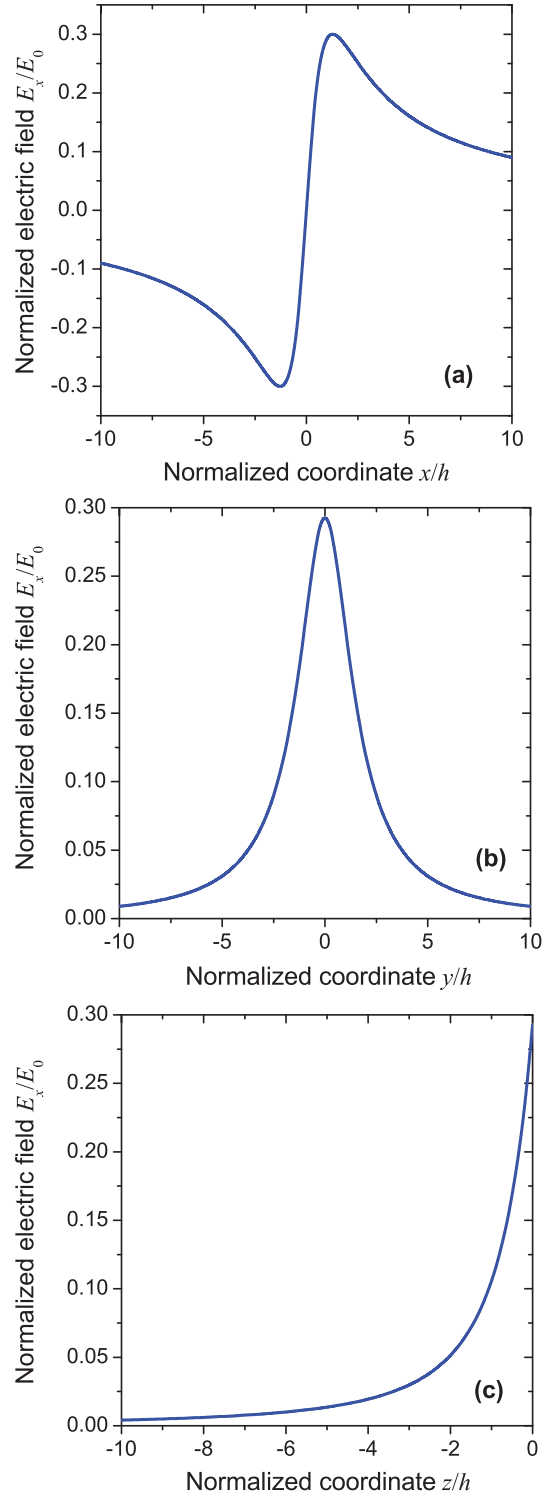 0.3
0.2
0.1
0.0
-0.1
-0.2
-0.3
Normalized electric field Eₓ/E₀
(a)
-10 -5 0 5 10
Normalized coordinate x/h
0.30
0.25
0.20
0.15
0.10
0.05
0.00
Normalized electric field Eₓ/E₀
(b)
-10 -5 0 5 10
Normalized coordinate y/h
0.30
0.25
0.20
0.15
0.10
0.05
0.00
Normalized electric field Eₓ/E₀
(c)
-10 -8 -6 -4 -2 0
Normalized coordinate z/h